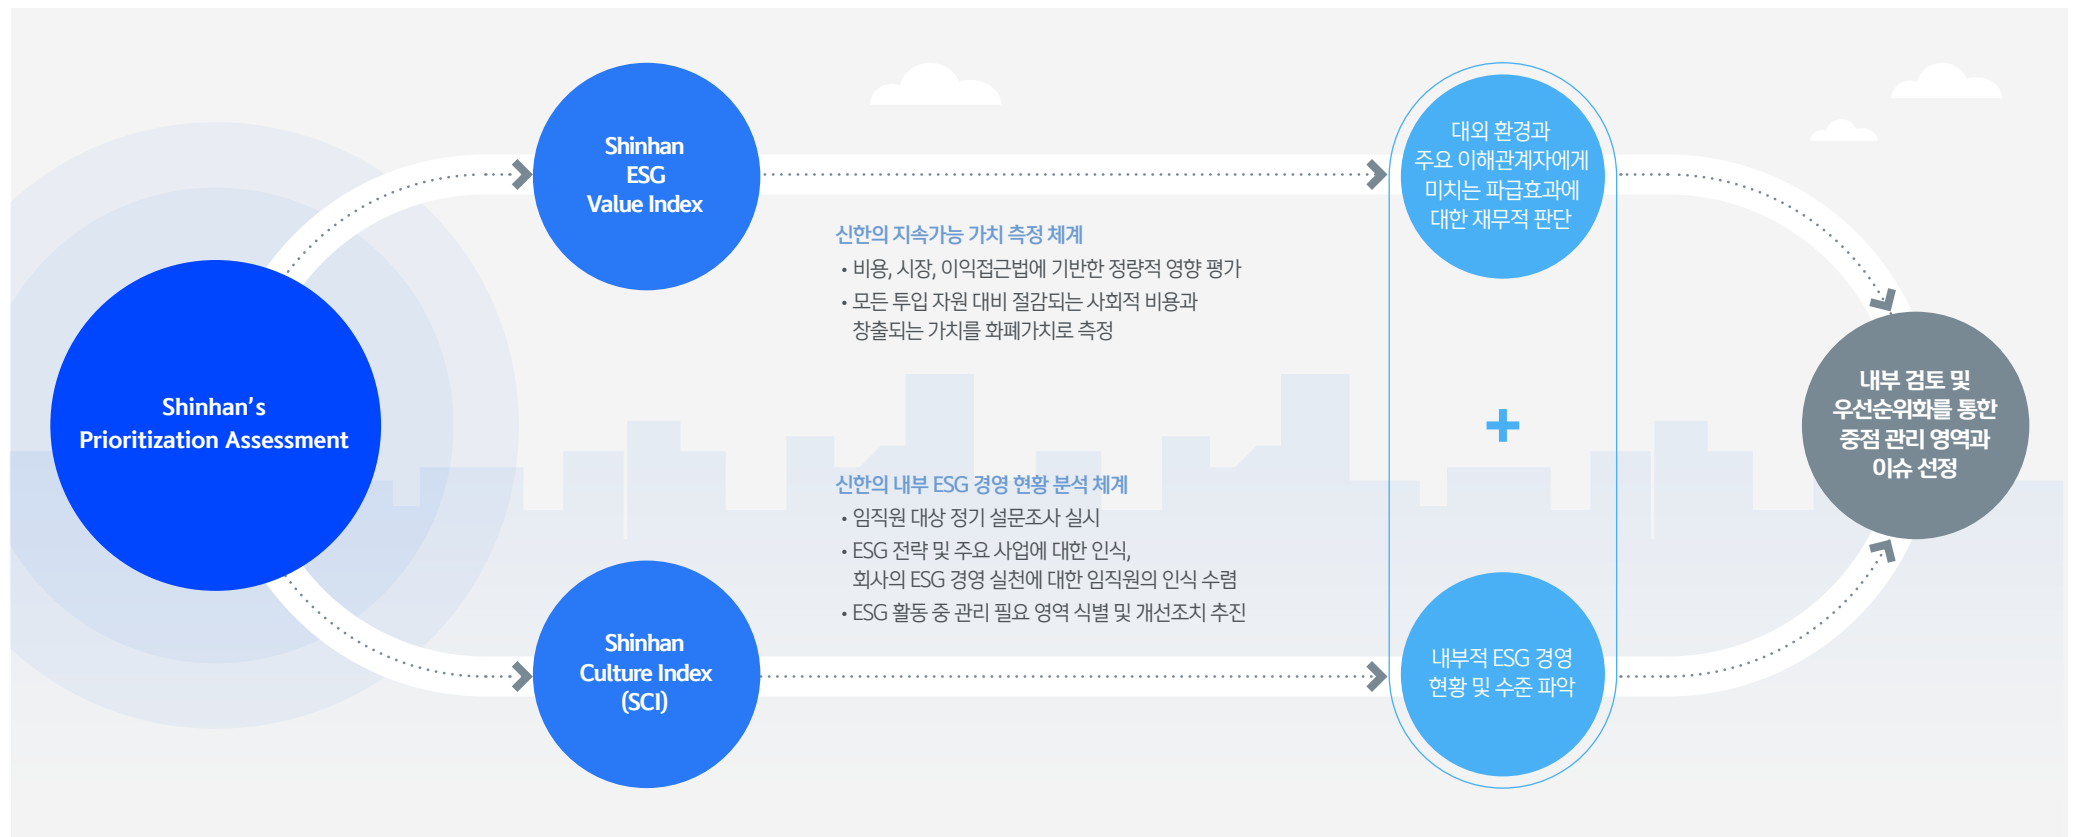 Shinhan's
Prioritization Assessment
Shinhan
ESG
Value Index
신한의 지속가능 가치 측정 체계
• 비용, 시장, 이익접근법에 기반한 정량적 영향 평가
• 모든 투입 자원 대비 절감되는 사회적 비용과
창출되는 가치를 화폐가치로 측정
대외 환경과
주요 이해관계자에게
미치는 파급효과에
대한 재무적 판단
+
Shinhan
Culture Index
(SCI)
신한의 내부 ESG 경영 현황 분석 체계
• 임직원 대상 정기 설문조사 실시
• ESG 전략 및 주요 사업에 대한 인식,
회사의 ESG 경영 실천에 대한 임직원의 인식 수렴
• ESG 활동 중 관리 필요 영역 식별 및 개선조치 추진
내부적 ESG 경영
현황 및 수준 파악
내부 검토 및
우선순위화를 통한
중점 관리 영역과
이슈 선정